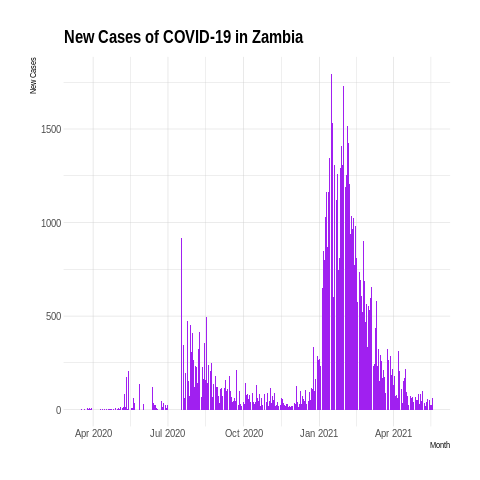 New Cases of COVID-19 in Zambia
New Cases
1500
1000
500
0
Apr 2020 Jul 2020 Oct 2020 Jan 2021 Apr 2021
Month